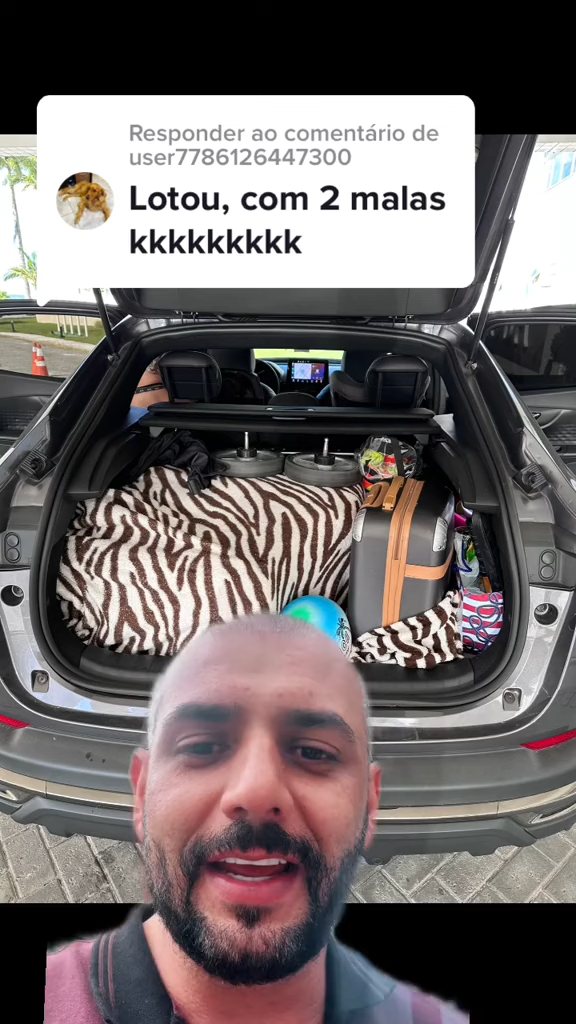 Responder ao comentário de
user7786126447300
Lotou, com 2 malas
kkkkkkkkk